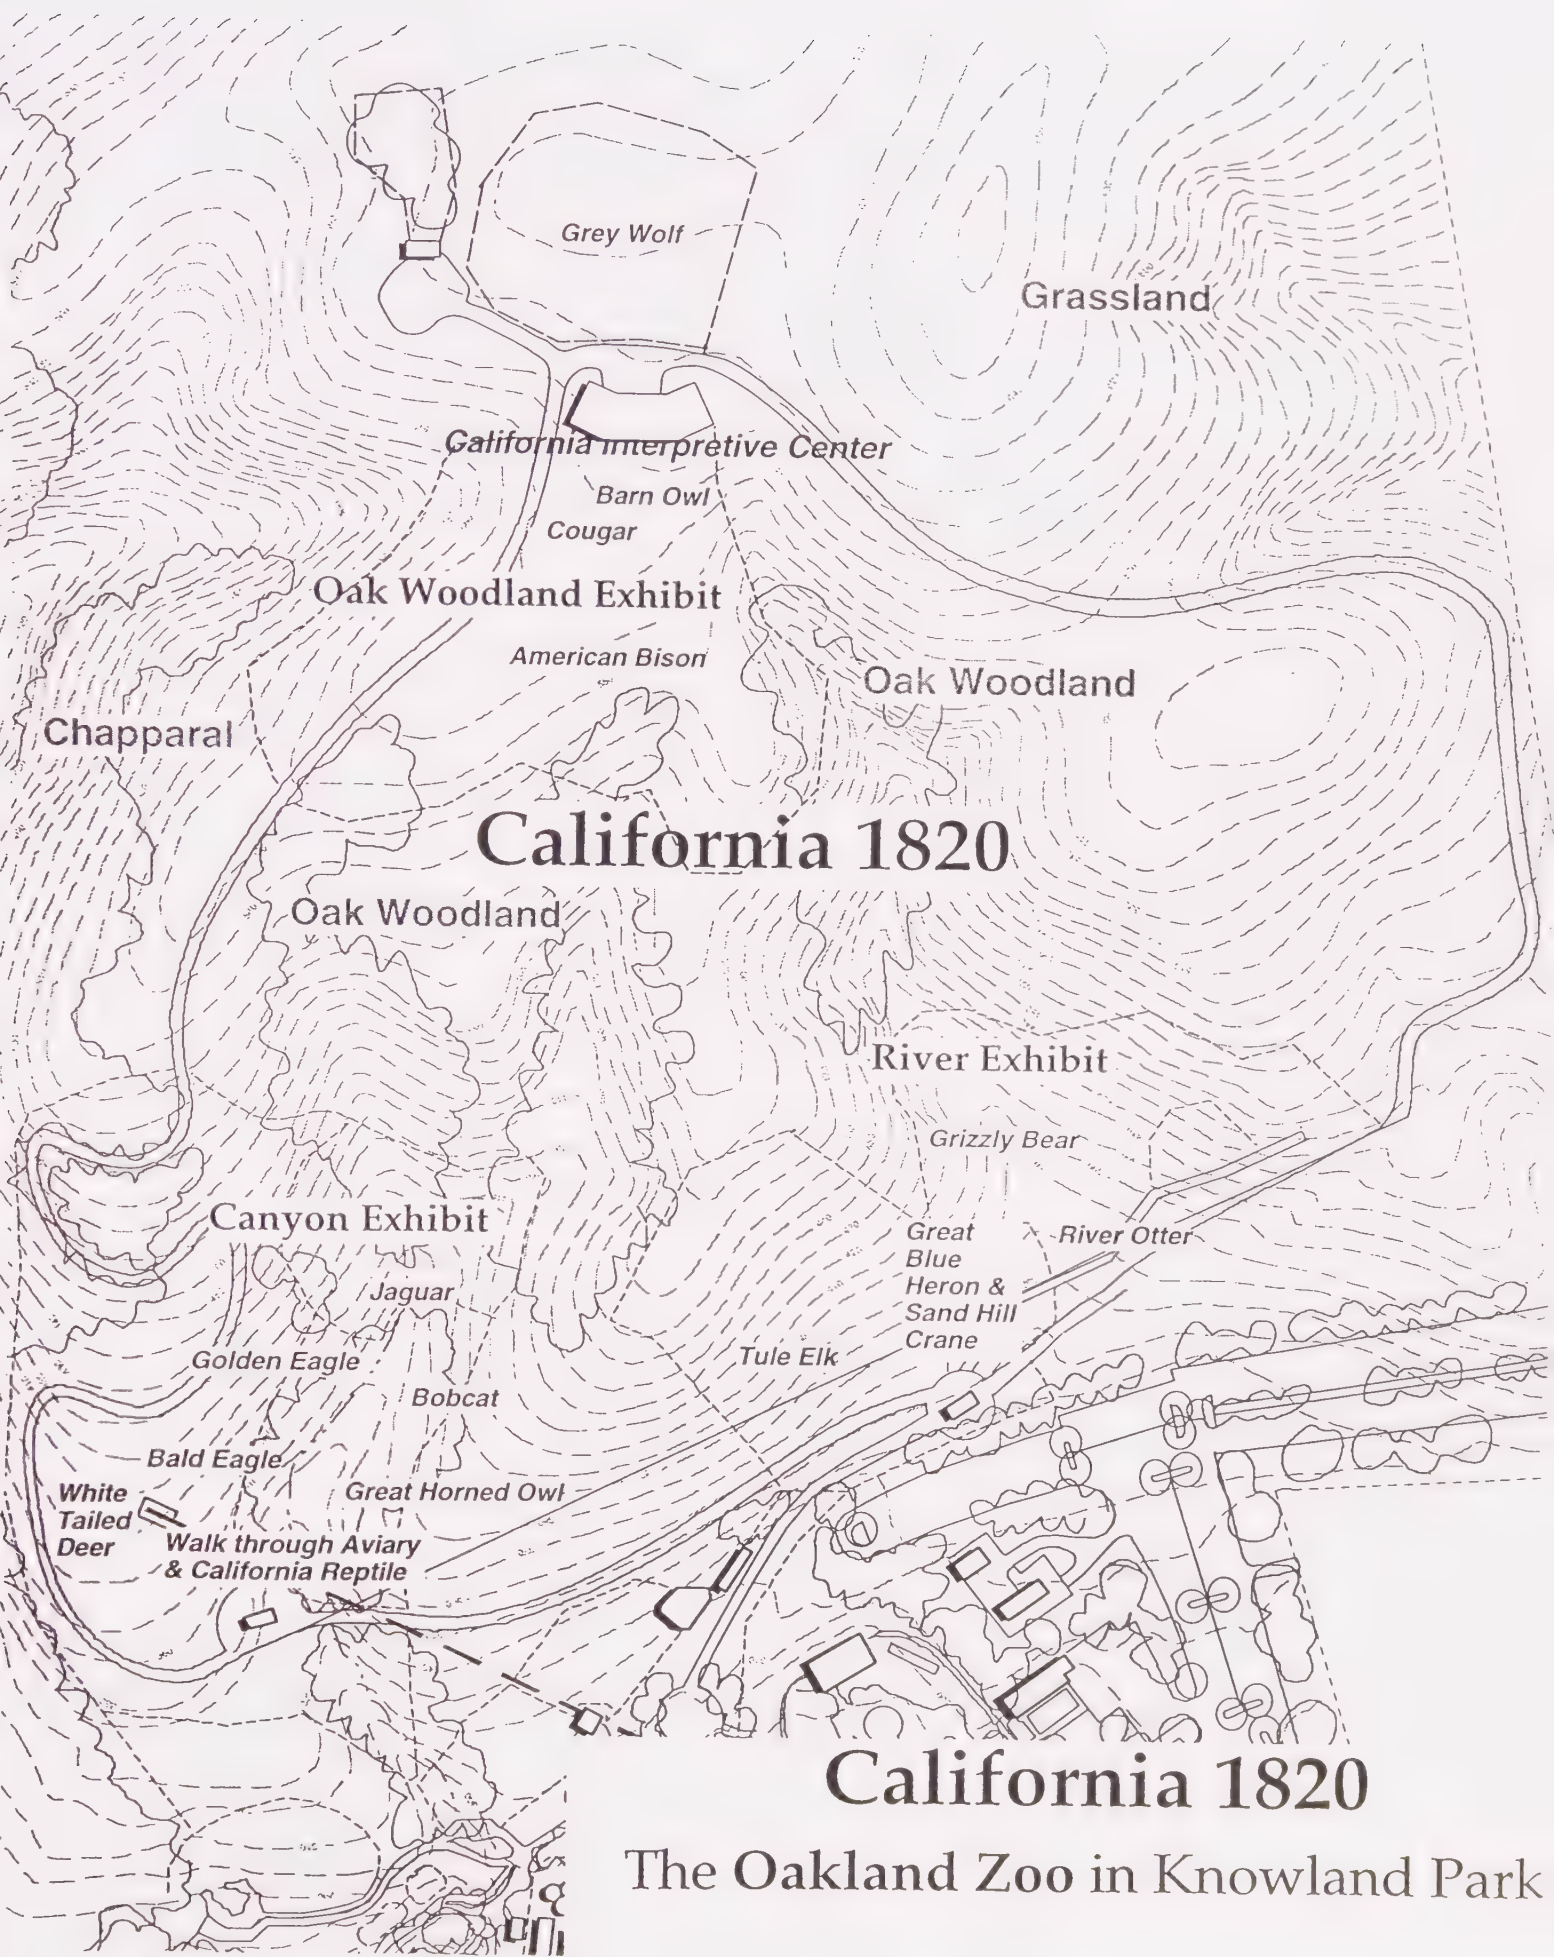 Grey Wolf
Grassland
California Interpretive Center
Barn Owl
Cougar
Oak Woodland Exhibit
American Bison
Oak Woodland
Chapparal
California 1820
Oak Woodland
River Exhibit
Grizzly Bear
Canyon Exhibit
Great
Blue
Heron &
Sand Hill
Crane
River Otter
Jaguar
Tule Elk
Golden Eagle
Bobcat
Bald Eagle
White
Tailed
Deer
Great Horned Owl
Walk through Aviary
& California Reptile
California 1820
The Oakland Zoo in Knowland Park